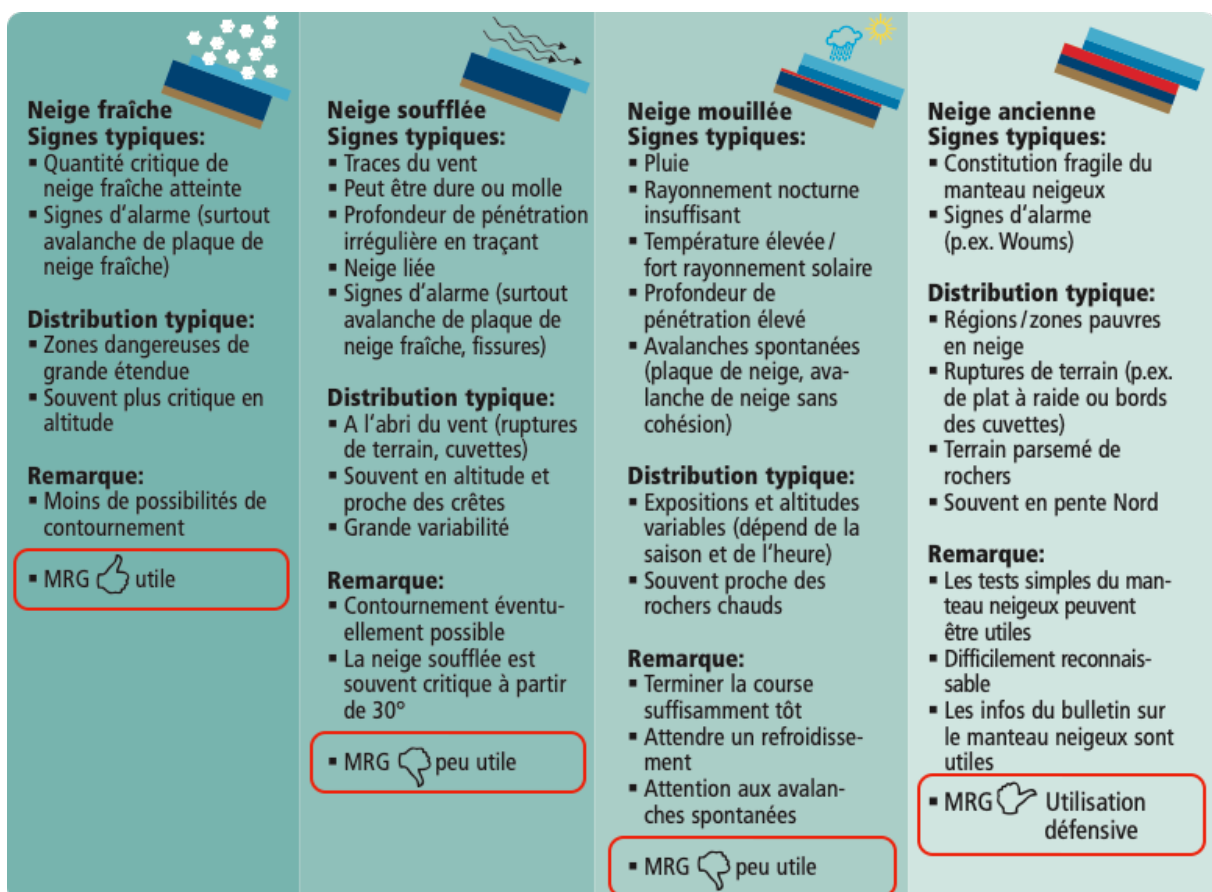 Neige fraîche
Signes typiques:
▪ Quantité critique de
neige fraîche atteinte
▪ Signes d'alarme (surtout
avalanche de plaque de
neige fraîche)
Distribution typique:
▪ Zones dangereuses de
grande étendue
▪ Souvent plus critique en
altitude
Remarque:
▪ Moins de possibilités de
contournement
▪ MRG utile
Neige soufflée
Signes typiques:
▪ Traces du vent
▪ Peut être dure ou molle
▪ Profondeur de pénétration
irrégulière en traçant
▪ Neige liée
▪ Signes d'alarme (surtout
avalanche de plaque de
neige fraîche, fissures)
Distribution typique:
▪ A l'abri du vent (ruptures
de terrain, cuvettes)
▪ Souvent en altitude et
proche des crêtes
▪ Grande variabilité
Remarque:
▪ Contournement éventu-
ellement possible
▪ La neige soufflée est
souvent critique à partir
de 30°
▪ MRG peu utile
Neige mouillée
Signes typiques:
▪ Pluie
▪ Rayonnement nocturne
insuffisant
▪ Température élevée/
fort rayonnement solaire
▪ Profondeur de
pénétration élevé
▪ Avalanches spontanées
(plaque de neige, ava-
lanche de neige sans
cohésion)
Distribution typique:
▪ Expositions et altitudes
variables (dépend de la
saison et de l'heure)
▪ Souvent proche des
rochers chauds
Remarque:
▪ Terminer la course
suffisamment tôt
▪ Attendre un refroidisse-
ment
▪ Attention aux avalan-
ches spontanées
▪ MRG peu utile
Neige ancienne
Signes typiques:
▪ Constitution fragile du
manteau neigeux
▪ Signes d'alarme
(p.ex. Woums)
Distribution typique:
▪ Régions/zones pauvres
en neige
▪ Ruptures de terrain (p.ex.
de plat à raide ou bords
des cuvettes)
▪ Terrain parsemé de
rochers
▪ Souvent en pente Nord
Remarque:
▪ Les tests simples du man-
teau neigeux peuvent
être utiles
▪ Difficilement reconnais-
sable
▪ Les infos du bulletin sur
le manteau neigeux sont
utiles
▪ MRG Utilisation
défensive